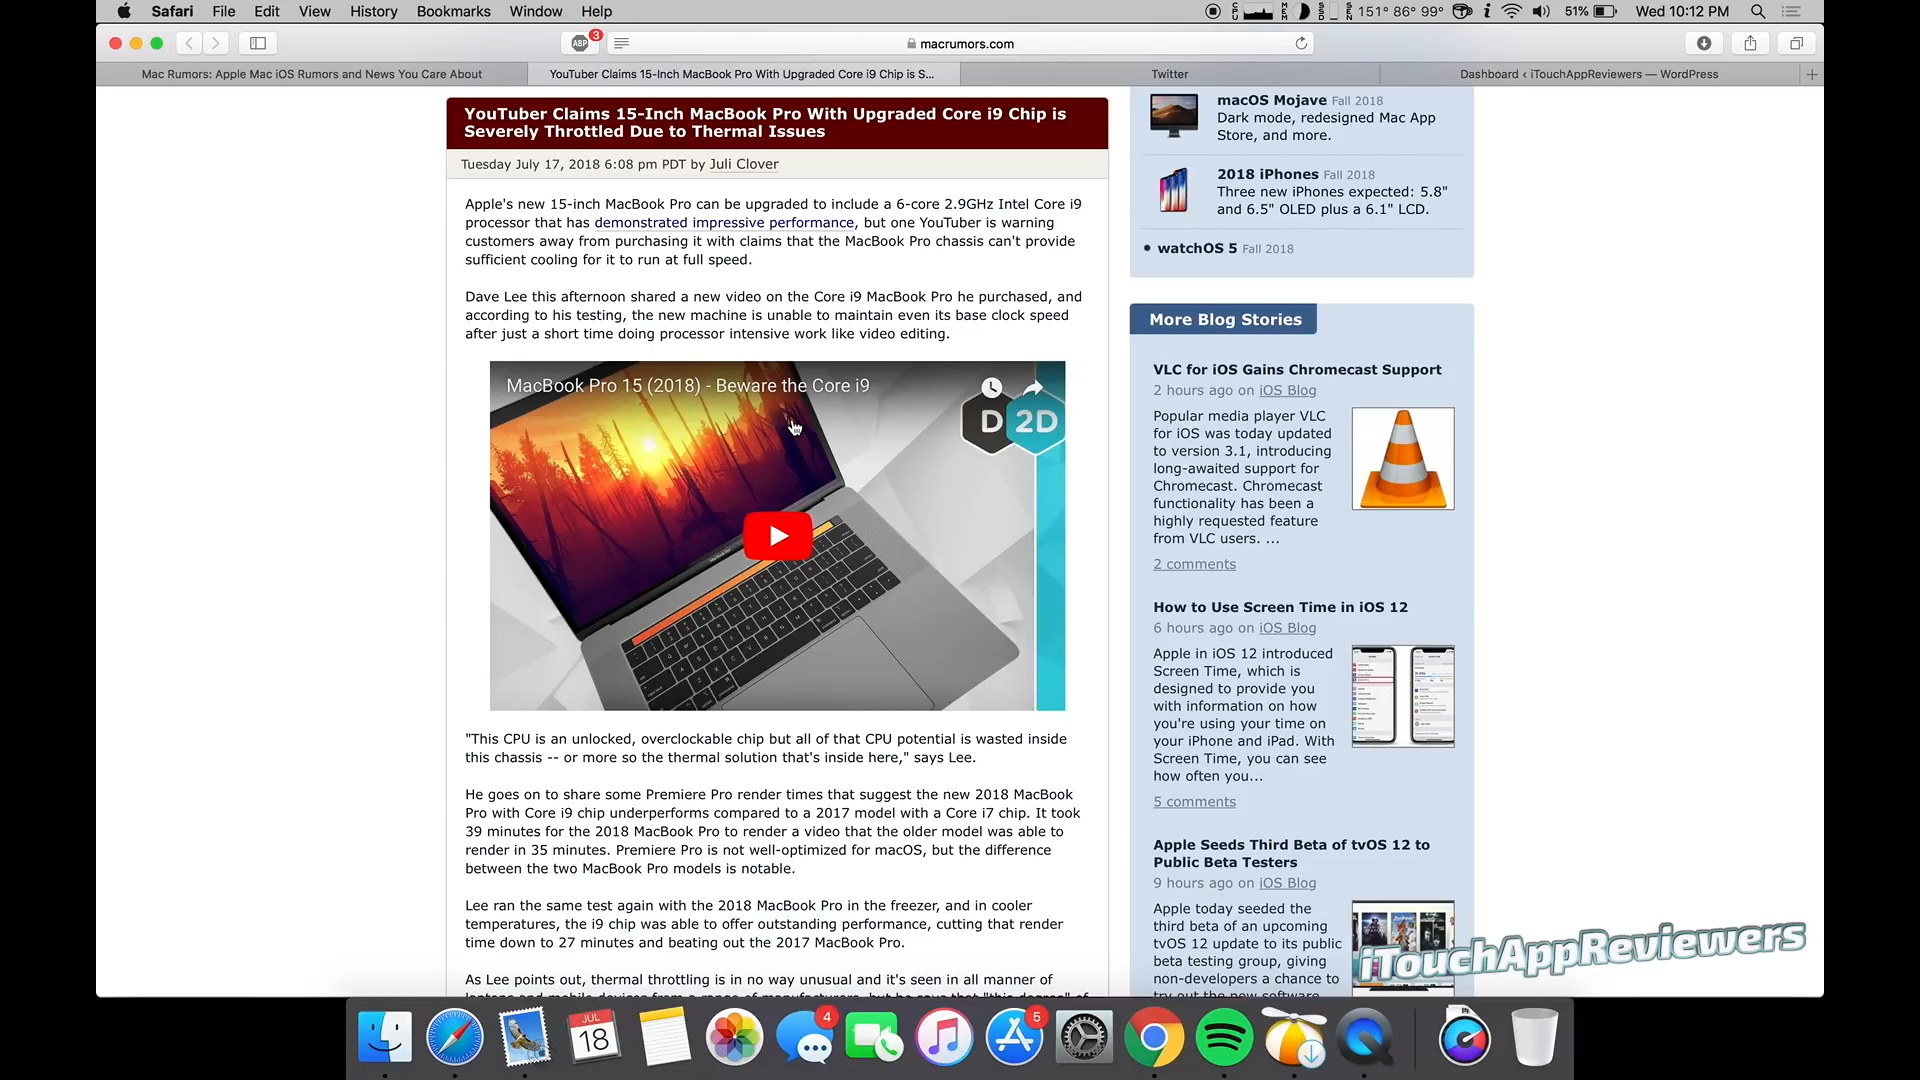 Safari File Edit View History Bookmarks Window Help
151° 86° 99° 51% Wed 10:12 PM
ABP 3 macrumors.com
Mac Rumors: Apple Mac iOS Rumors and News You Care About
YouTuber Claims 15-Inch MacBook Pro With Upgraded Core i9 Chip is S...
Twitter
Dashboard ‹ iTouchAppReviewers — WordPress
YouTuber Claims 15-Inch MacBook Pro With Upgraded Core i9 Chip is
Severely Throttled Due to Thermal Issues
Tuesday July 17, 2018 6:08 pm PDT by Juli Clover
Apple's new 15-inch MacBook Pro can be upgraded to include a 6-core 2.9GHz Intel Core i9
processor that has demonstrated impressive performance, but one YouTuber is warning
customers away from purchasing it with claims that the MacBook Pro chassis can't provide
sufficient cooling for it to run at full speed.
Dave Lee this afternoon shared a new video on the Core i9 MacBook Pro he purchased, and
according to his testing, the new machine is unable to maintain even its base clock speed
after just a short time doing processor intensive work like video editing.
MacBook Pro 15 (2018) - Beware the Core i9
D 2D
"This CPU is an unlocked, overclockable chip but all of that CPU potential is wasted inside
this chassis -- or more so the thermal solution that's inside here," says Lee.
He goes on to share some Premiere Pro render times that suggest the new 2018 MacBook
Pro with Core i9 chip underperforms compared to a 2017 model with a Core i7 chip. It took
39 minutes for the 2018 MacBook Pro to render a video that the older model was able to
render in 35 minutes. Premiere Pro is not well-optimized for macOS, but the difference
between the two MacBook Pro models is notable.
Lee ran the same test again with the 2018 MacBook Pro in the freezer, and in cooler
temperatures, the i9 chip was able to offer outstanding performance, cutting that render
time down to 27 minutes and beating out the 2017 MacBook Pro.
As Lee points out, thermal throttling is in no way unusual and it's seen in all manner of
macOS Mojave Fall 2018
Dark mode, redesigned Mac App
Store, and more.
2018 iPhones Fall 2018
Three new iPhones expected: 5.8"
and 6.5" OLED plus a 6.1" LCD.
watchOS 5 Fall 2018
More Blog Stories
VLC for iOS Gains Chromecast Support
2 hours ago on iOS Blog
Popular media player VLC
for iOS was today updated
to version 3.1, introducing
long-awaited support for
Chromecast. Chromecast
functionality has been a
highly requested feature
from VLC users. ...
2 comments
How to Use Screen Time in iOS 12
6 hours ago on iOS Blog
Apple in iOS 12 introduced
Screen Time, which is
designed to provide you
with information on how
you're using your time on
your iPhone and iPad. With
Screen Time, you can see
how often you...
5 comments
Apple Seeds Third Beta of tvOS 12 to
Public Beta Testers
9 hours ago on iOS Blog
Apple today seeded the
third beta of an upcoming
tvOS 12 update to its public
beta testing group, giving
non-developers a chance to
try out the new software
iTouchAppReviewers
JUL
18
4
5